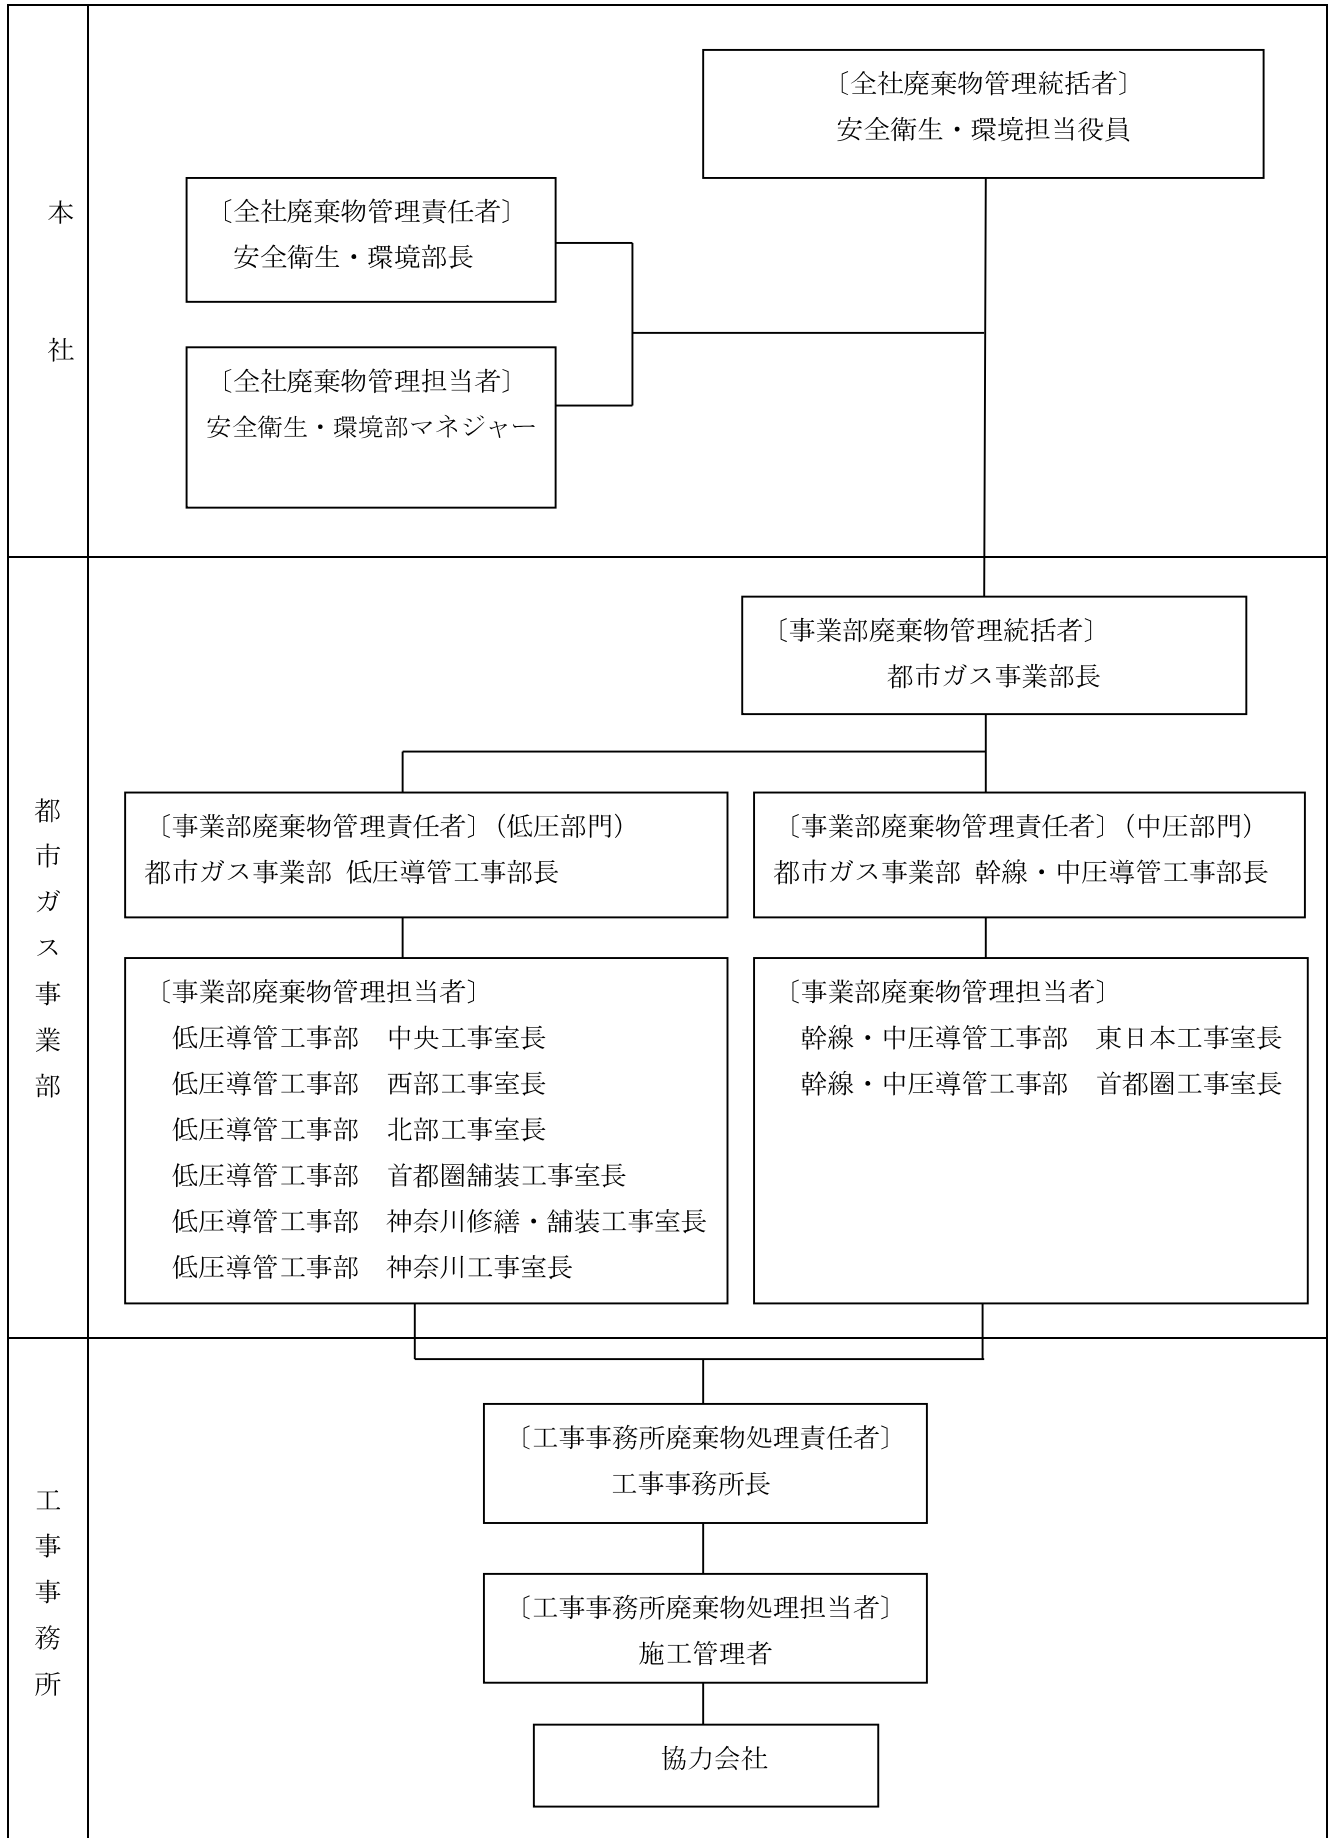 本社
〔全社廃棄物管理統括者〕
安全衛生・環境担当役員
〔全社廃棄物管理責任者〕
安全衛生・環境部長
〔全社廃棄物管理担当者〕
安全衛生・環境部マネジャー
都市ガス事業部
〔事業部廃棄物管理統括者〕
都市ガス事業部長
〔事業部廃棄物管理責任者〕（低圧部門）
都市ガス事業部 低圧導管工事部長
〔事業部廃棄物管理責任者〕（中圧部門）
都市ガス事業部 幹線・中圧導管工事部長
〔事業部廃棄物管理担当者〕
低圧導管工事部　中央工事室長
低圧導管工事部　西部工事室長
低圧導管工事部　北部工事室長
低圧導管工事部　首都圏舗装工事室長
低圧導管工事部　神奈川修繕・舗装工事室長
低圧導管工事部　神奈川工事室長
〔事業部廃棄物管理担当者〕
幹線・中圧導管工事部　東日本工事室長
幹線・中圧導管工事部　首都圏工事室長
工事事務所
〔工事事務所廃棄物処理責任者〕
工事事務所長
〔工事事務所廃棄物処理担当者〕
施工管理者
協力会社